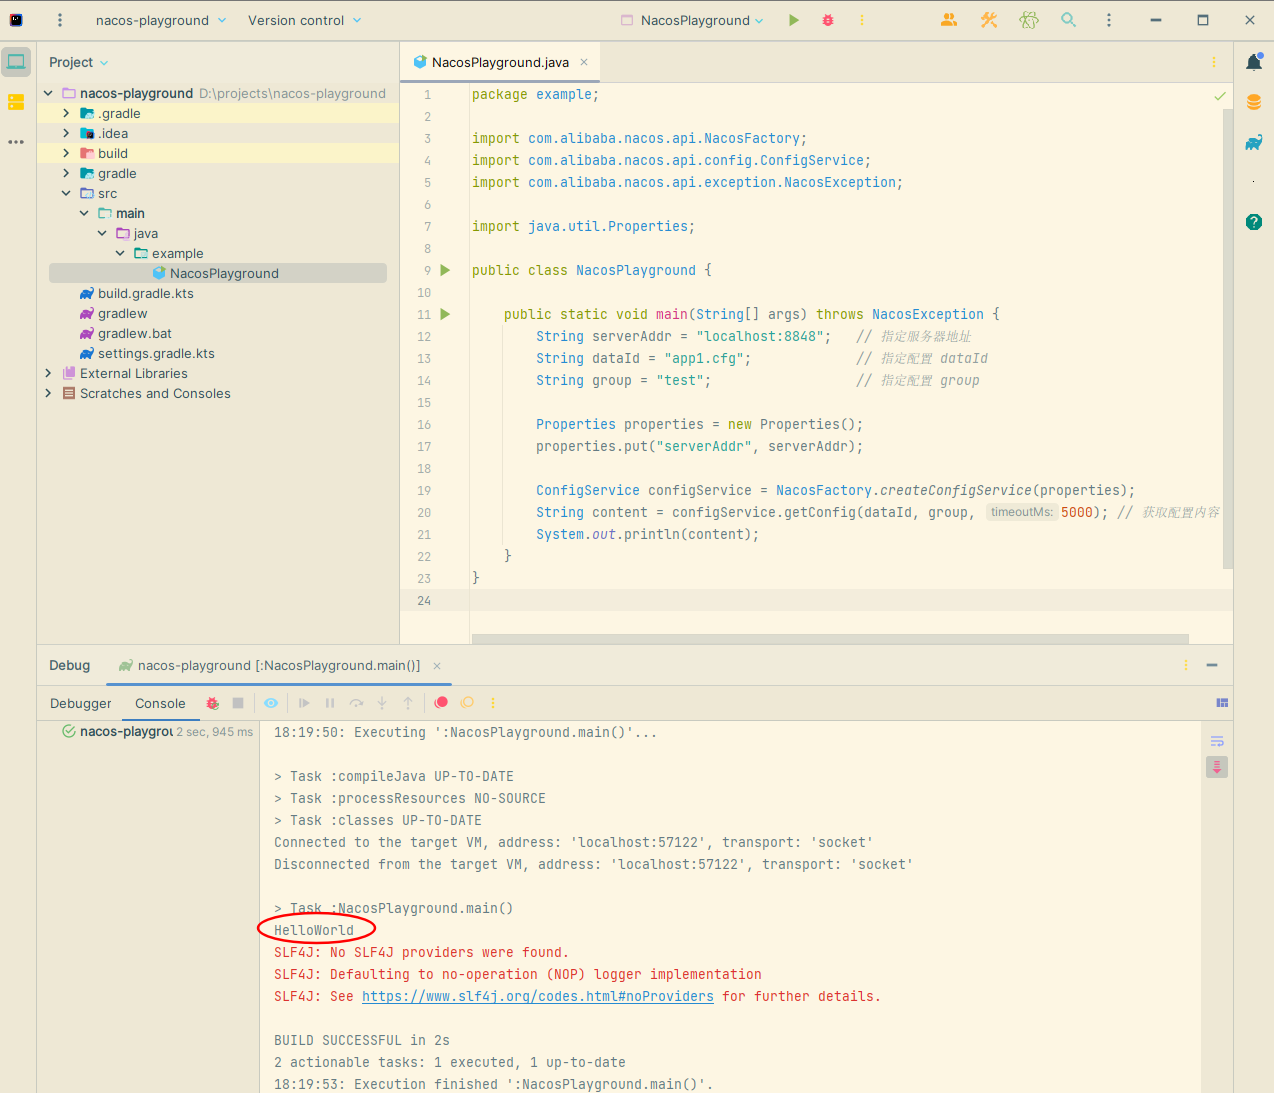 nacos-playground Version control NacosPlayground
Project
nacos-playground D:\projects\nacos-playground
.gradle
.idea
build
gradle
src
main
java
example
NacosPlayground
build.gradle.kts
gradlew
gradlew.bat
settings.gradle.kts
External Libraries
Scratches and Consoles
NacosPlayground.java
1 package example;
2
3 import com.alibaba.nacos.api.NacosFactory;
4 import com.alibaba.nacos.api.config.ConfigService;
5 import com.alibaba.nacos.api.exception.NacosException;
6
7 import java.util.Properties;
8
9 public class NacosPlayground {
10
11 public static void main(String[] args) throws NacosException {
12 String serverAddr = "localhost:8848"; // 指定服务器地址
13 String dataId = "app1.cfg"; // 指定配置 dataId
14 String group = "test"; // 指定配置 group
15
16 Properties properties = new Properties();
17 properties.put("serverAddr", serverAddr);
18
19 ConfigService configService = NacosFactory.createConfigService(properties);
20 String content = configService.getConfig(dataId, group, timeoutMs: 5000); // 获取配置内容
21 System.out.println(content);
22 }
23 }
24
Debug nacos-playground [:NacosPlayground.main()]
Debugger Console
nacos-playgrou 2 sec, 945 ms
18:19:50: Executing ':NacosPlayground.main()'...
> Task :compileJava UP-TO-DATE
> Task :processResources NO-SOURCE
> Task :classes UP-TO-DATE
Connected to the target VM, address: 'localhost:57122', transport: 'socket'
Disconnected from the target VM, address: 'localhost:57122', transport: 'socket'
> Task :NacosPlayground.main()
HelloWorld
SLF4J: No SLF4J providers were found.
SLF4J: Defaulting to no-operation (NOP) logger implementation
SLF4J: See https://www.slf4j.org/codes.html#noProviders for further details.
BUILD SUCCESSFUL in 2s
2 actionable tasks: 1 executed, 1 up-to-date
18:19:53: Execution finished ':NacosPlayground.main()'.